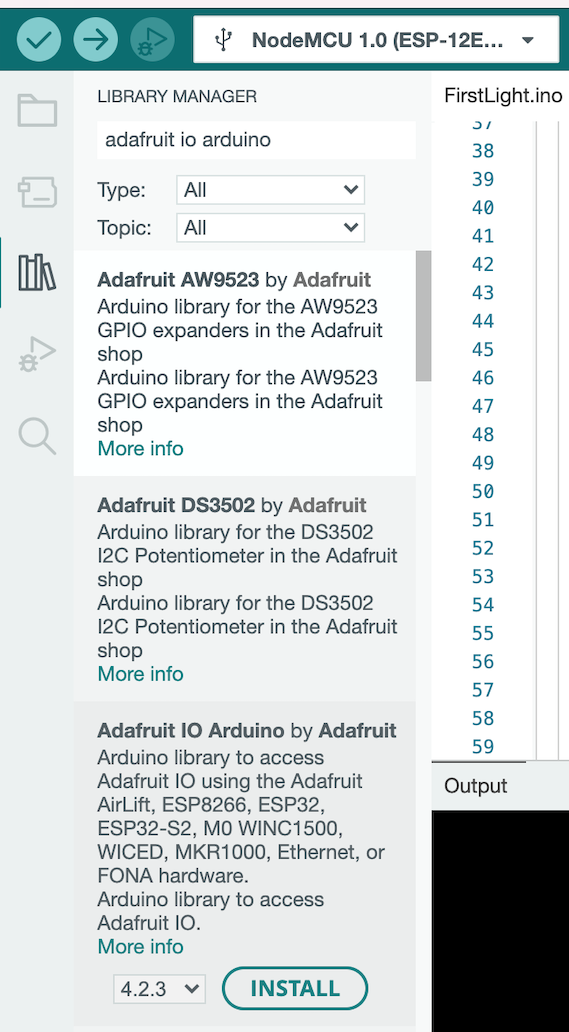 NodeMCU 1.0 (ESP-12E...
LIBRARY MANAGER
adafruit io arduino
Type: All
Topic: All
Adafruit AW9523 by Adafruit
Arduino library for the AW9523
GPIO expanders in the Adafruit
shop
Arduino library for the AW9523
GPIO expanders in the Adafruit
shop
More info
Adafruit DS3502 by Adafruit
Arduino library for the DS3502
I2C Potentiometer in the Adafruit
shop
Arduino library for the DS3502
I2C Potentiometer in the Adafruit
shop
More info
Adafruit IO Arduino by Adafruit
Arduino library to access
Adafruit IO using the Adafruit
AirLift, ESP8266, ESP32,
ESP32-S2, M0 WINC1500,
WICED, MKR1000, Ethernet, or
FONA hardware.
Arduino library to access
Adafruit IO.
More info
4.2.3 INSTALL
FirstLight.ino
37
38
39
40
41
42
43
44
45
46
47
48
49
50
51
52
53
54
55
56
57
58
59
Output